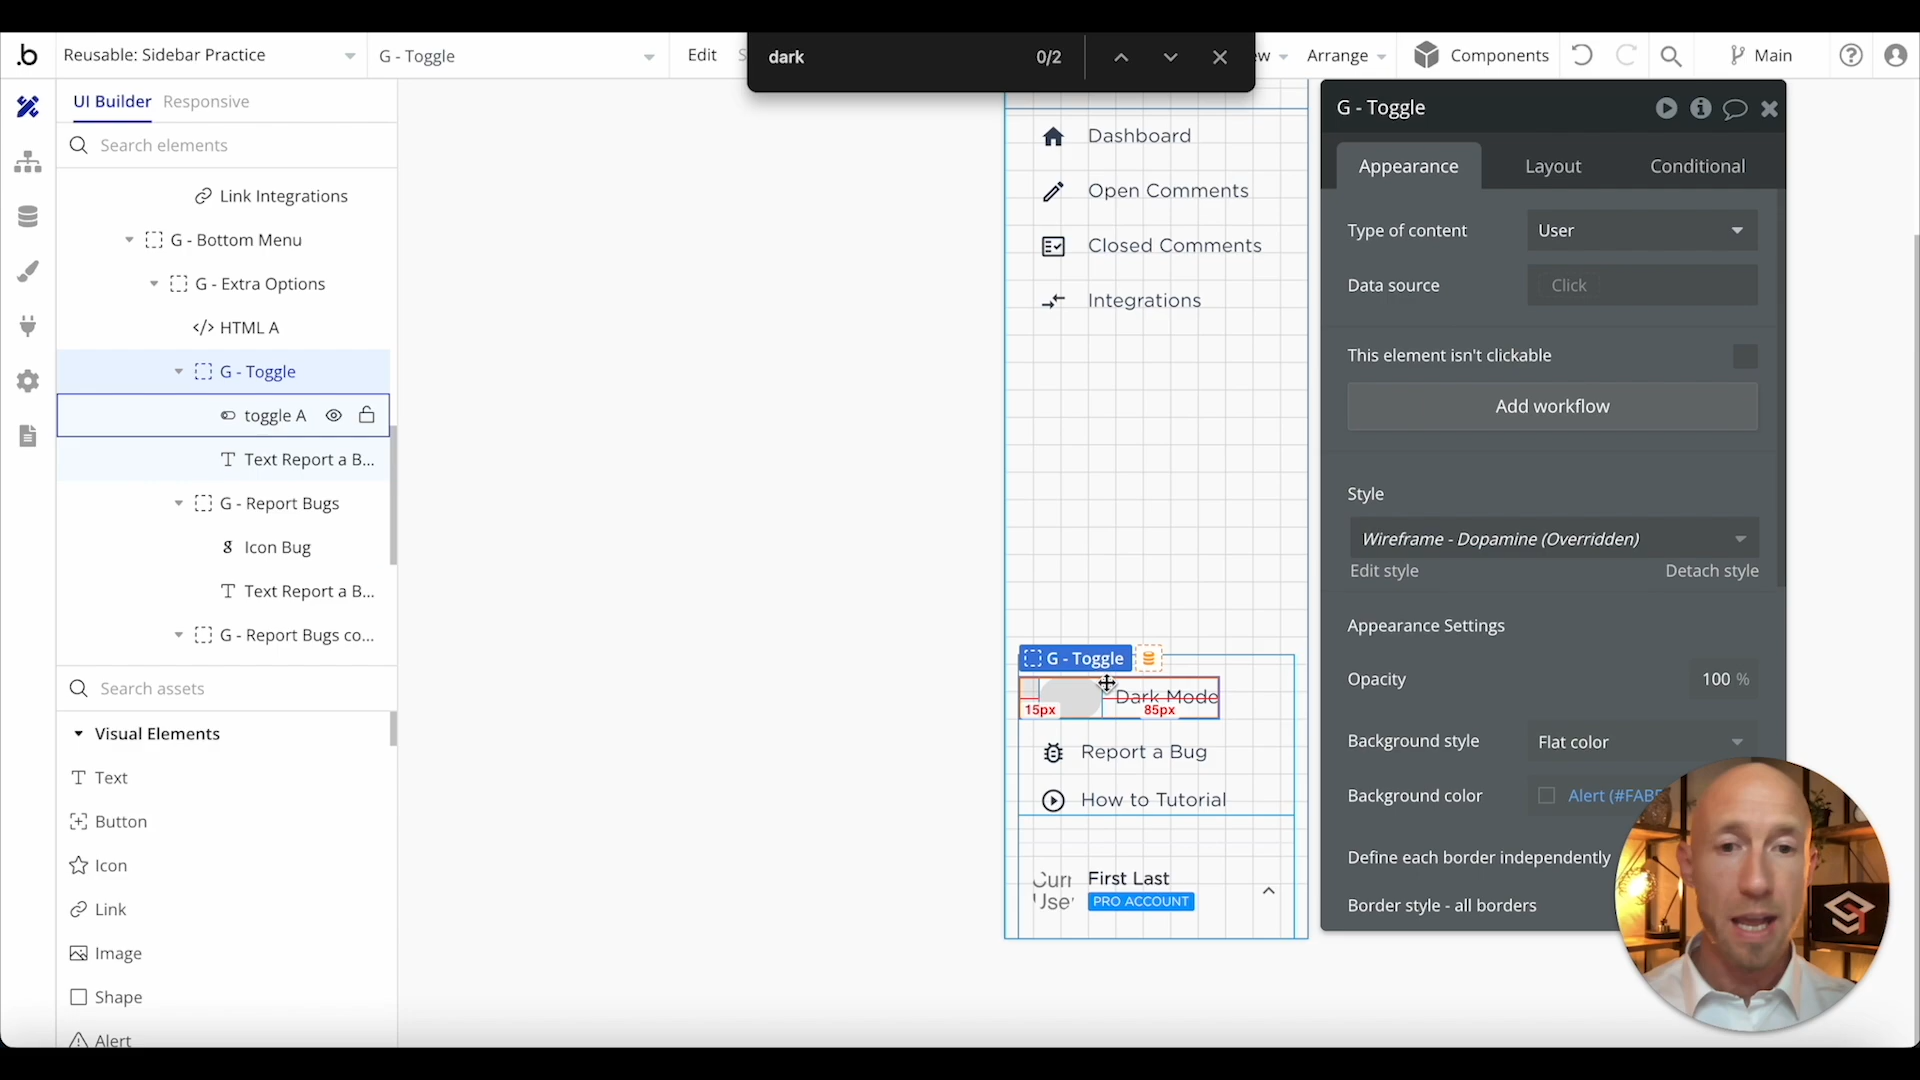 dark
0/2
Reusable: Sidebar Practice
G - Toggle
Edit
Arrange
Components
Main
UI Builder
Responsive
Search elements
Link Integrations
G - Bottom Menu
G - Extra Options
</> HTML A
G - Toggle
toggle A
Text Report a B...
G - Report Bugs
Icon Bug
Text Report a B...
G - Report Bugs co...
Search assets
Visual Elements
Text
Button
Icon
Link
Image
Shape
Alert
Dashboard
Open Comments
Closed Comments
Integrations
G - Toggle
Dark Mode
15px
85px
Report a Bug
How to Tutorial
First Last
PRO ACCOUNT
G - Toggle
Appearance
Layout
Conditional
Type of content
User
Data source
Click
This element isn't clickable
Add workflow
Style
Wireframe - Dopamine (Overridden)
Edit style
Detach style
Appearance Settings
Opacity
100 %
Background style
Flat color
Background color
Alert
Define each border independently
Border style - all borders